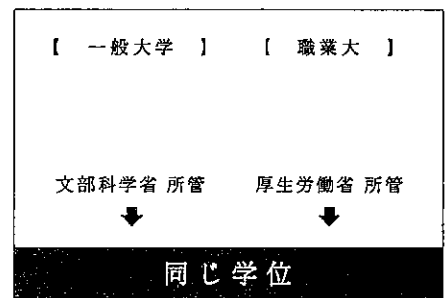 【 一般大学 】 【 職業大 】
文部科学省 所管 厚生労働省 所管
同じ学位